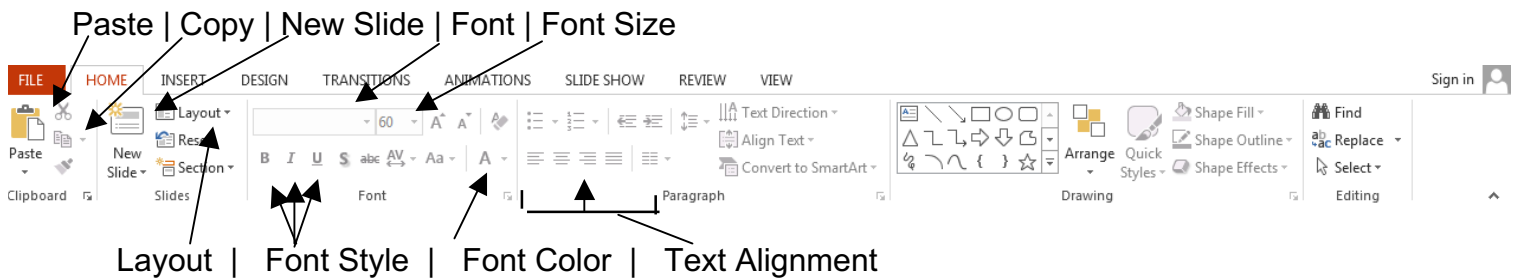 Paste | Copy | New Slide | Font | Font Size
FILE HOME INSERT DESIGN TRANSITIONS ANIMATIONS SLIDE SHOW REVIEW VIEW Sign in
Layout 60 A A Text Direction Shape Fill Find
Reset Align Text Shape Outline Replace
Paste New Slide Section B I U S abc AV Aa A Convert to SmartArt Arrange Quick Styles Shape Effects Select
Clipboard Slides Font Paragraph Drawing Editing
Layout | Font Style | Font Color | Text Alignment